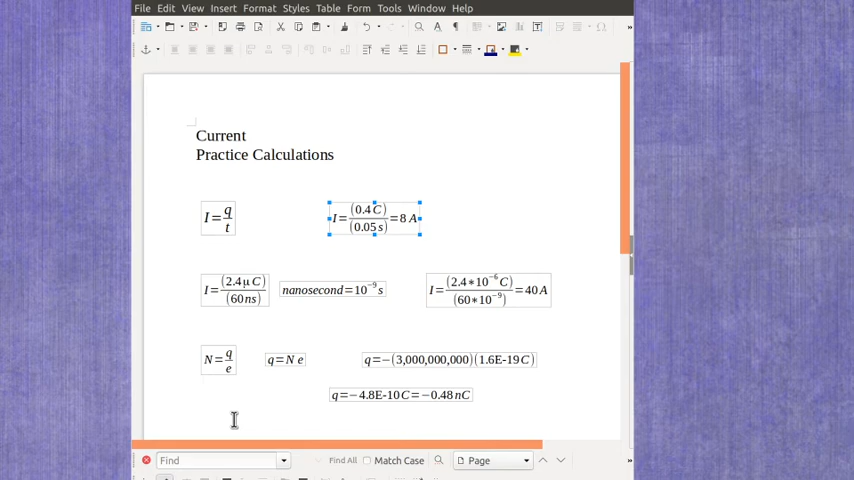 File Edit View Insert Format Styles Table Form Tools Window Help
Current
Practice Calculations
I=q/t
I=(0.4 C)/(0.05 s)=8 A
I=(2.4 μ C)/(60 ns)
nanosecond=10⁻⁹ s
I=(2.4∗10⁻⁶ C)/(60∗10⁻⁹)=40 A
N=q/e
q=N e
q=−(3,000,000,000)(1.6E-19 C)
q=−4.8E-10 C=−0.48 nC
Find Find All Match Case Page